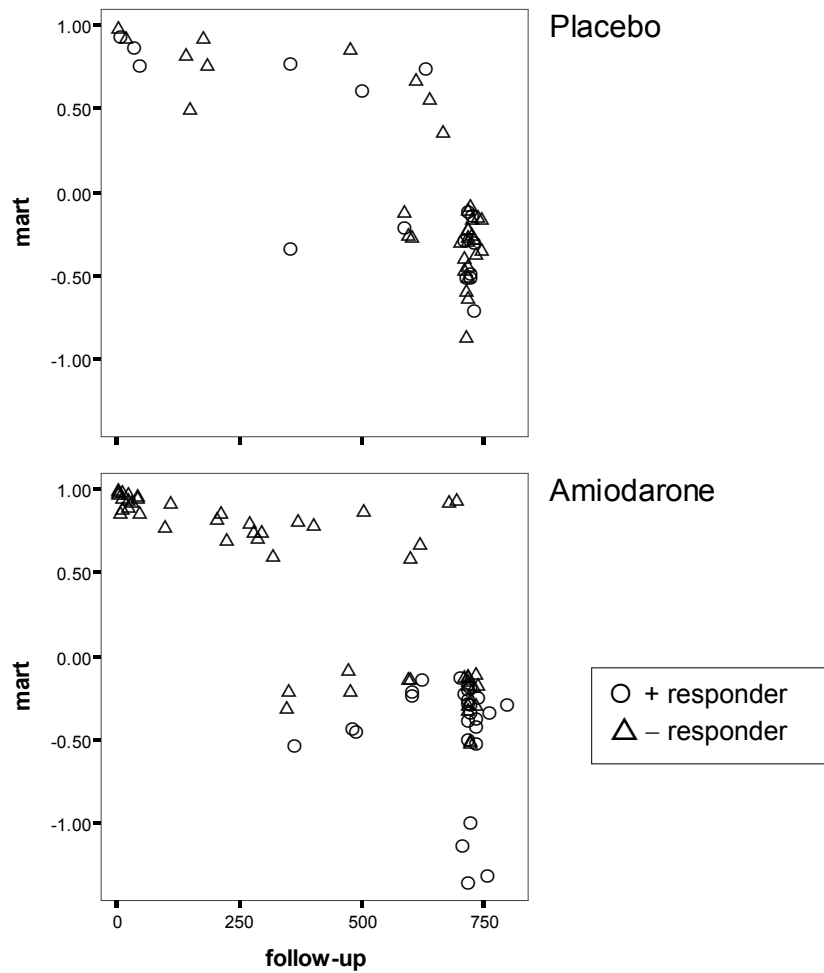 Placebo
1.00
0.50
0.00
-0.50
-1.00
mart
Amiodarone
1.00
0.50
0.00
-0.50
-1.00
mart
0 250 500 750
follow-up
+ responder
– responder